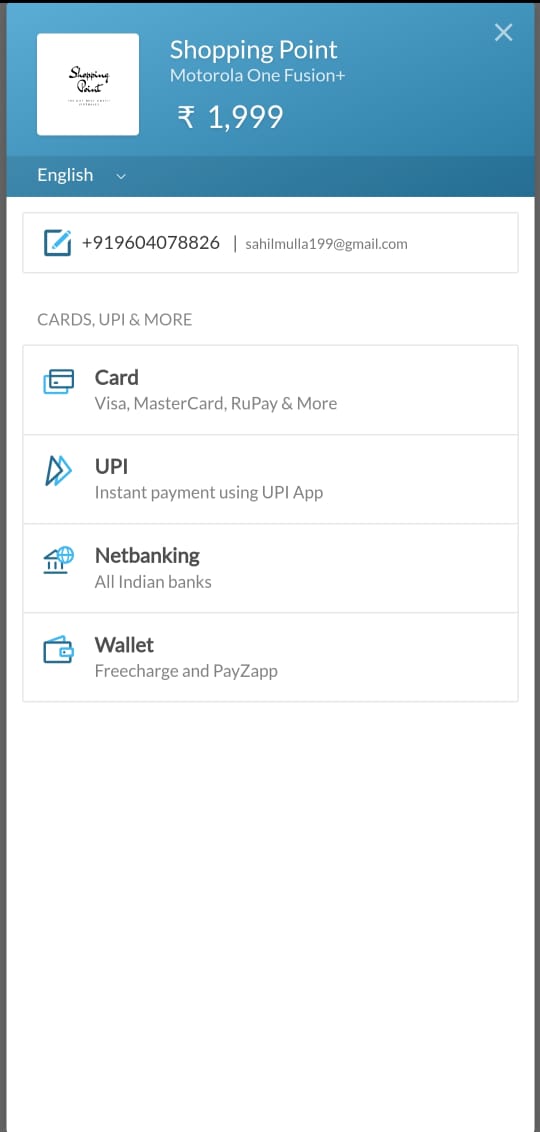 Shopping
Point
Shopping Point
Motorola One Fusion+
₹ 1,999
English
+919604078826 | sahilmulla199@gmail.com
CARDS, UPI & MORE
Card
Visa, MasterCard, RuPay & More
UPI
Instant payment using UPI App
Netbanking
All Indian banks
Wallet
Freecharge and PayZapp